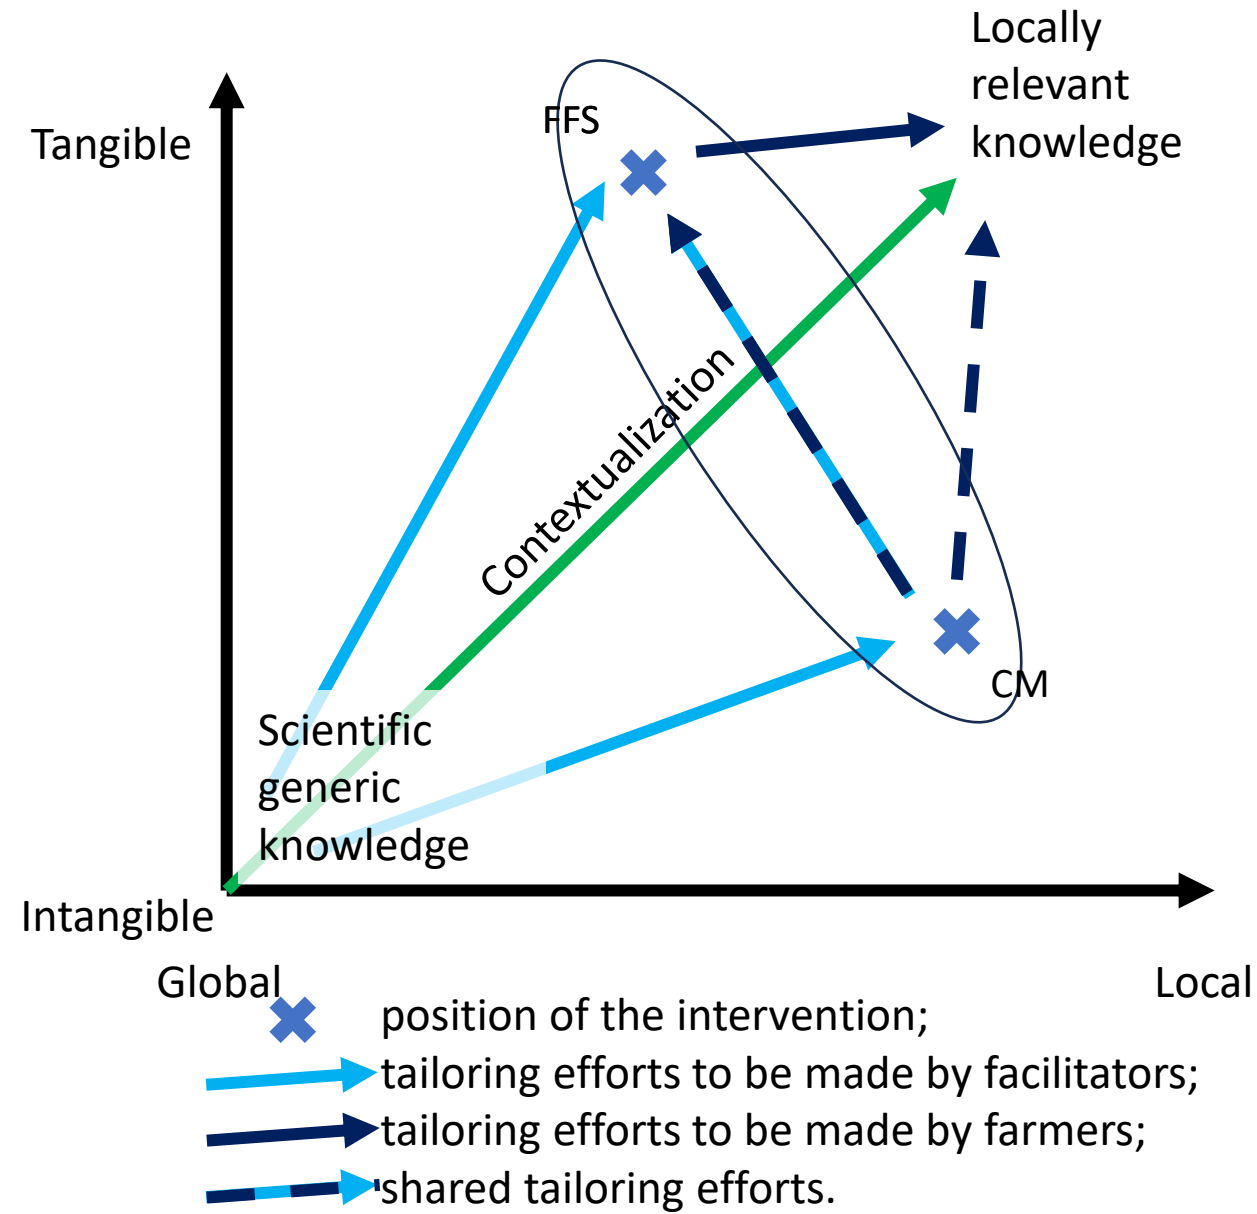 Locally
relevant
knowledge
FFS
Tangible
Contextualization
CM
Scientific
generic
knowledge
Intangible
Global
Local
position of the intervention;
tailoring efforts to be made by facilitators;
tailoring efforts to be made by farmers;
shared tailoring efforts.